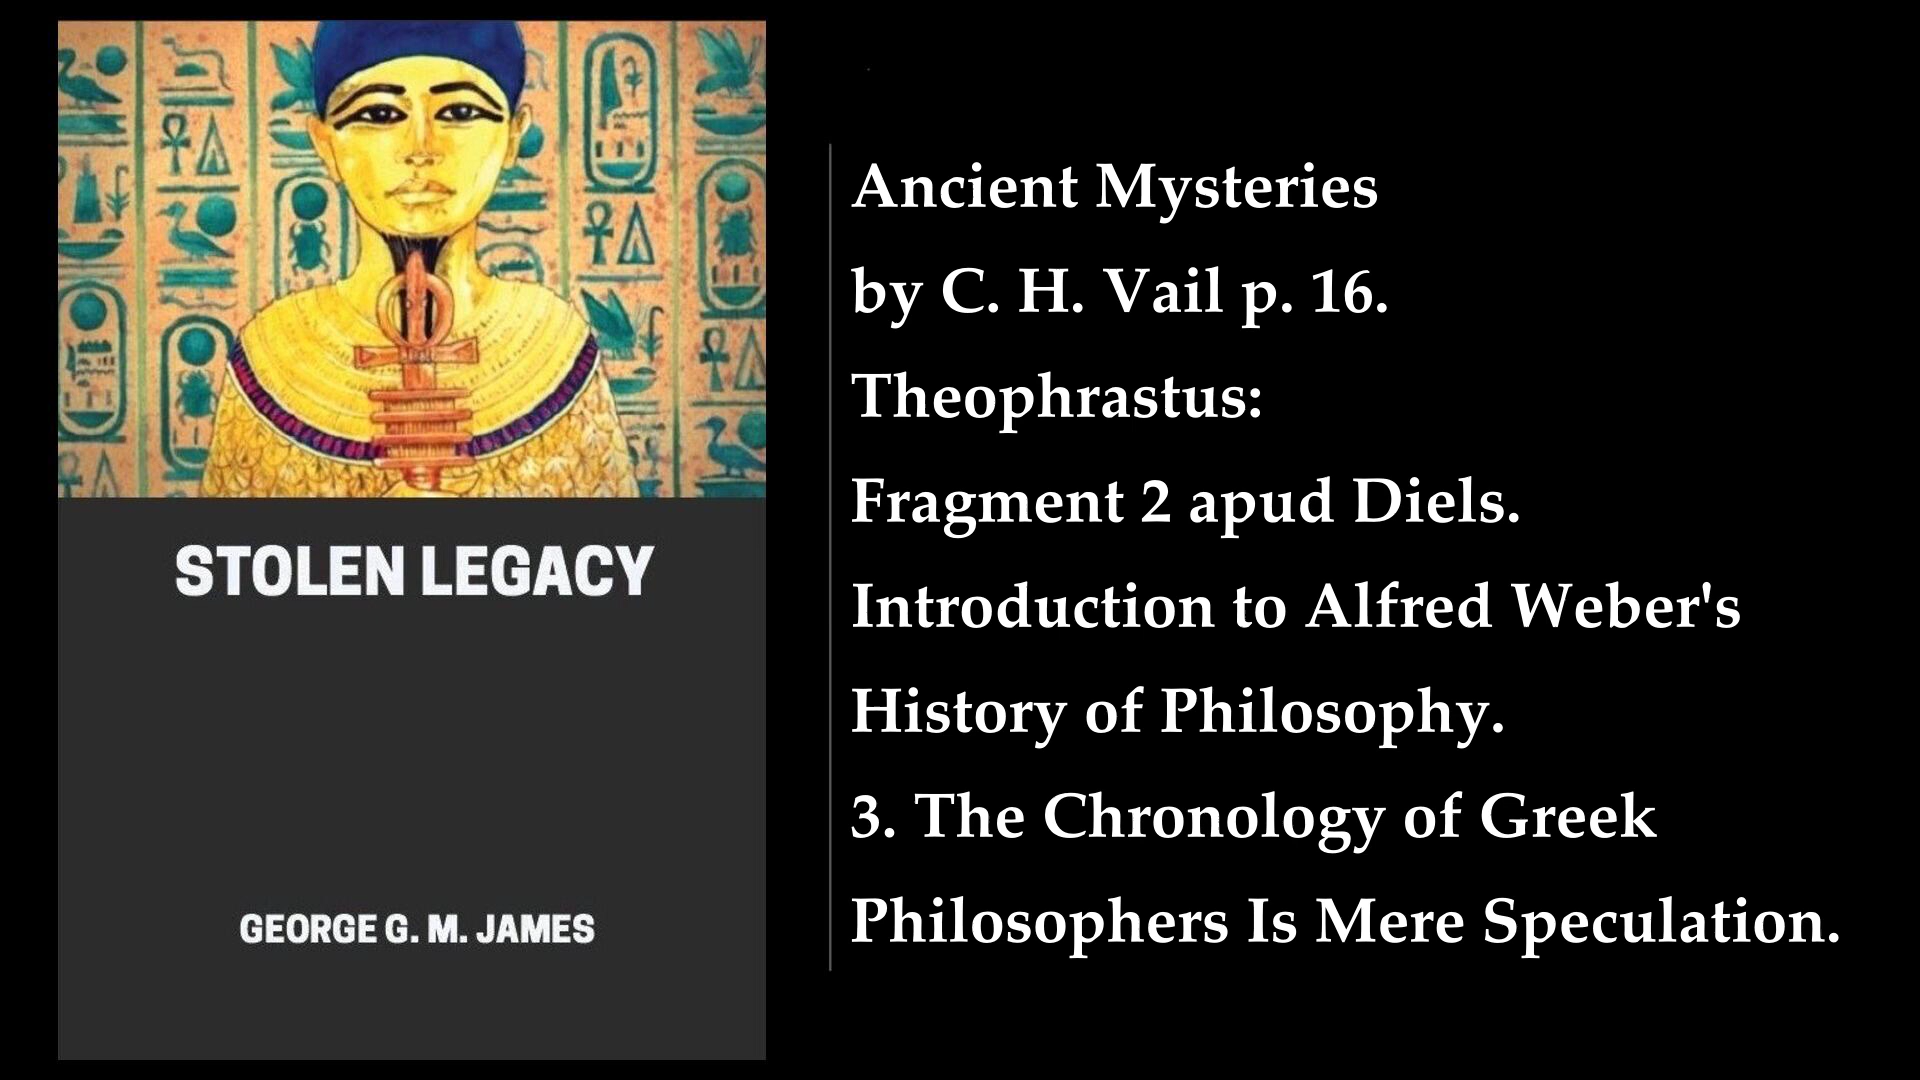 STOLEN LEGACY
GEORGE G. M. JAMES
Ancient Mysteries
by C. H. Vail p. 16.
Theophrastus:
Fragment 2 apud Diels.
Introduction to Alfred Weber's
History of Philosophy.
3. The Chronology of Greek
Philosophers Is Mere Speculation.